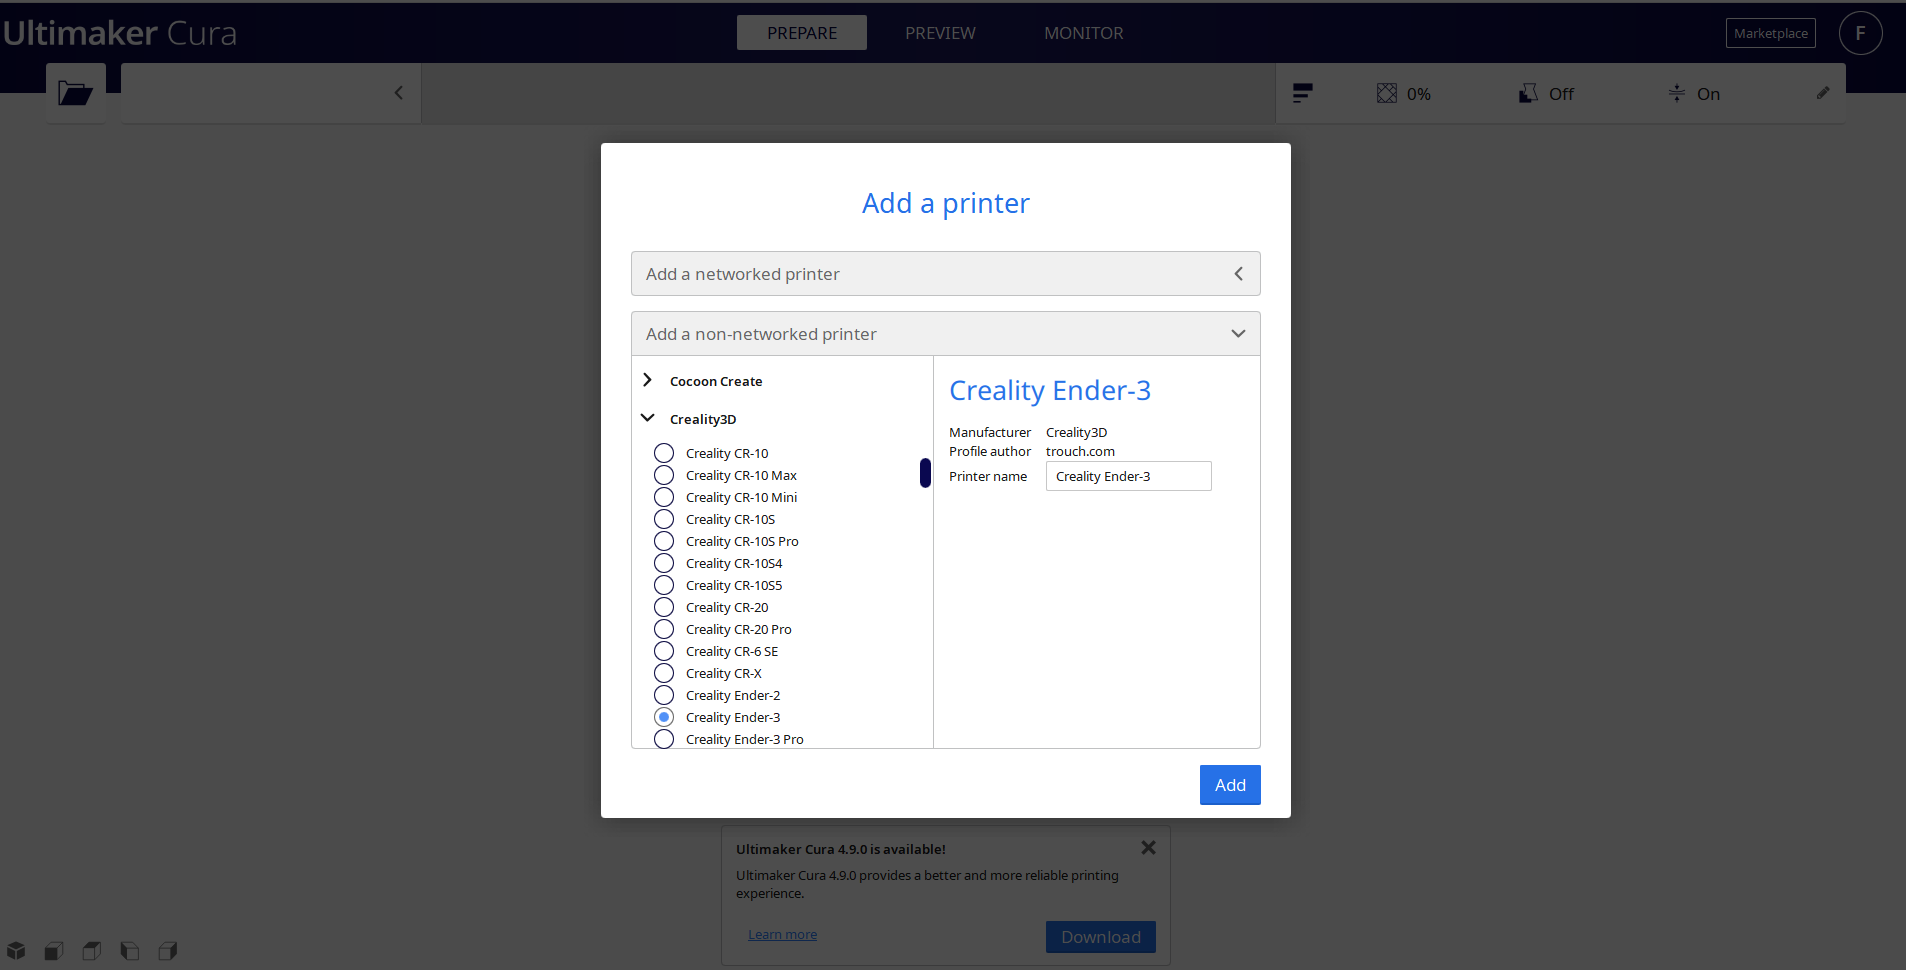 Ultimaker Cura
PREPARE
PREVIEW
MONITOR
Marketplace
F
0%
Off
On
Add a printer
Add a networked printer
Add a non-networked printer
Cocoon Create
Creality3D
Creality CR-10
Creality CR-10 Max
Creality CR-10 Mini
Creality CR-10S
Creality CR-10S Pro
Creality CR-10S4
Creality CR-10S5
Creality CR-20
Creality CR-20 Pro
Creality CR-6 SE
Creality CR-X
Creality Ender-2
Creality Ender-3
Creality Ender-3 Pro
Creality Ender-3
Manufacturer Creality3D
Profile author trouch.com
Printer name Creality Ender-3
Add
Ultimaker Cura 4.9.0 is available!
Ultimaker Cura 4.9.0 provides a better and more reliable printing
experience.
Learn more
Download